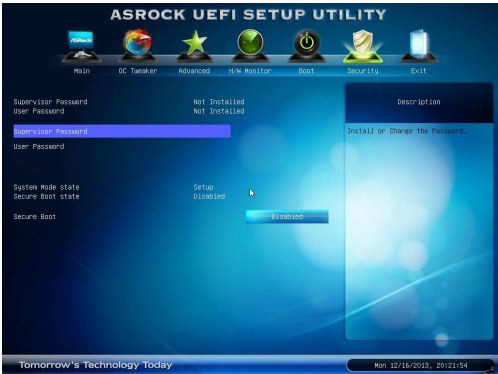 ASROCK UEFI SETUP UTILITY
ASRock
Main OC Tweaker Advanced H/W Monitor Boot Security Exit
Supervisor Password Not Installed
User Password Not Installed
Supervisor Password
User Password
System Mode state Setup
Secure Boot state Disabled
Secure Boot Disabled
Description
Install or Change the Password.
Tomorrow's Technology Today
Mon 12/16/2013, 20:21:54